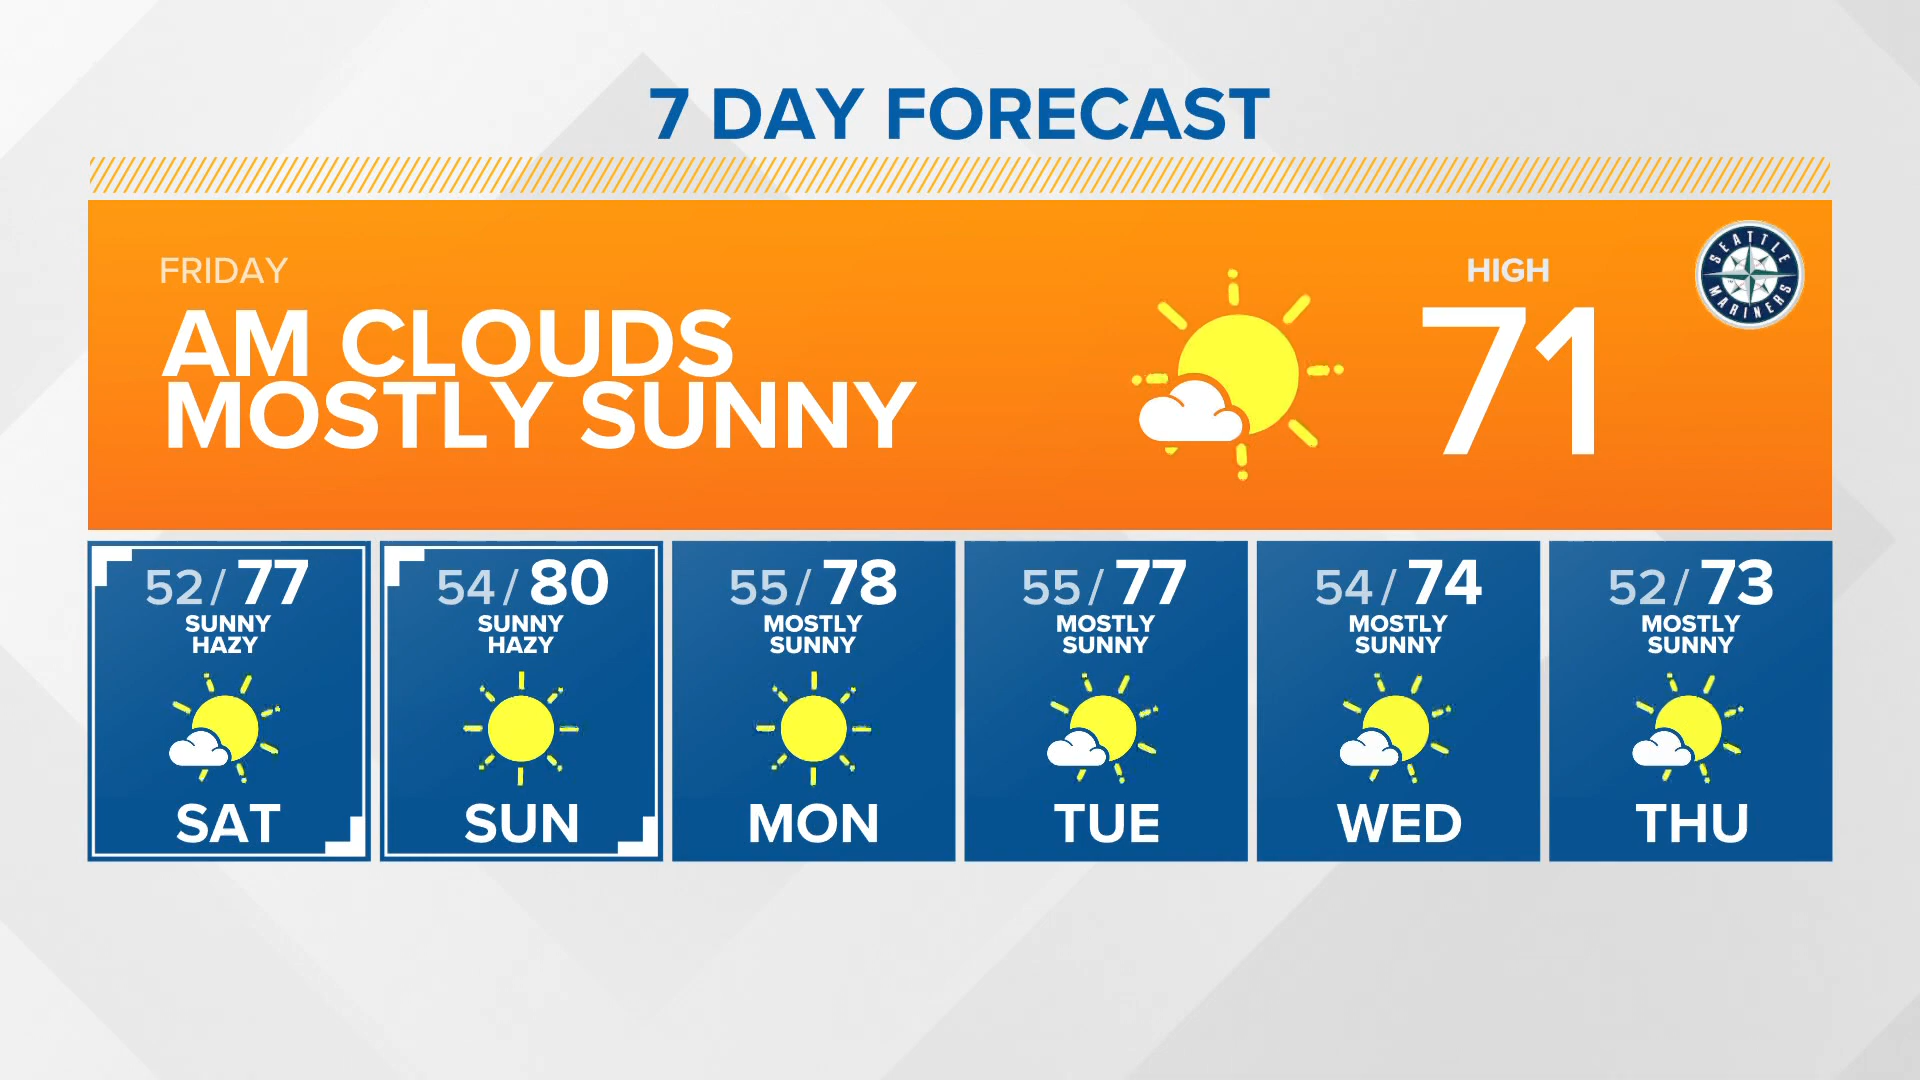 7 DAY FORECAST
FRIDAY
AM CLOUDS
MOSTLY SUNNY
HIGH
71
SEATTLE
MARINERS
52/77
SUNNY
HAZY
SAT
54/80
SUNNY
HAZY
SUN
55/78
MOSTLY
SUNNY
MON
55/77
MOSTLY
SUNNY
TUE
54/74
MOSTLY
SUNNY
WED
52/73
MOSTLY
SUNNY
THU